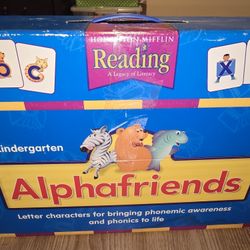 HOUGHTON MIFFLIN
Reading
A Legacy of Literacy
C
A
Kindergarten
Alphafriends
Letter characters for bringing phonemic awareness
and phonics to life